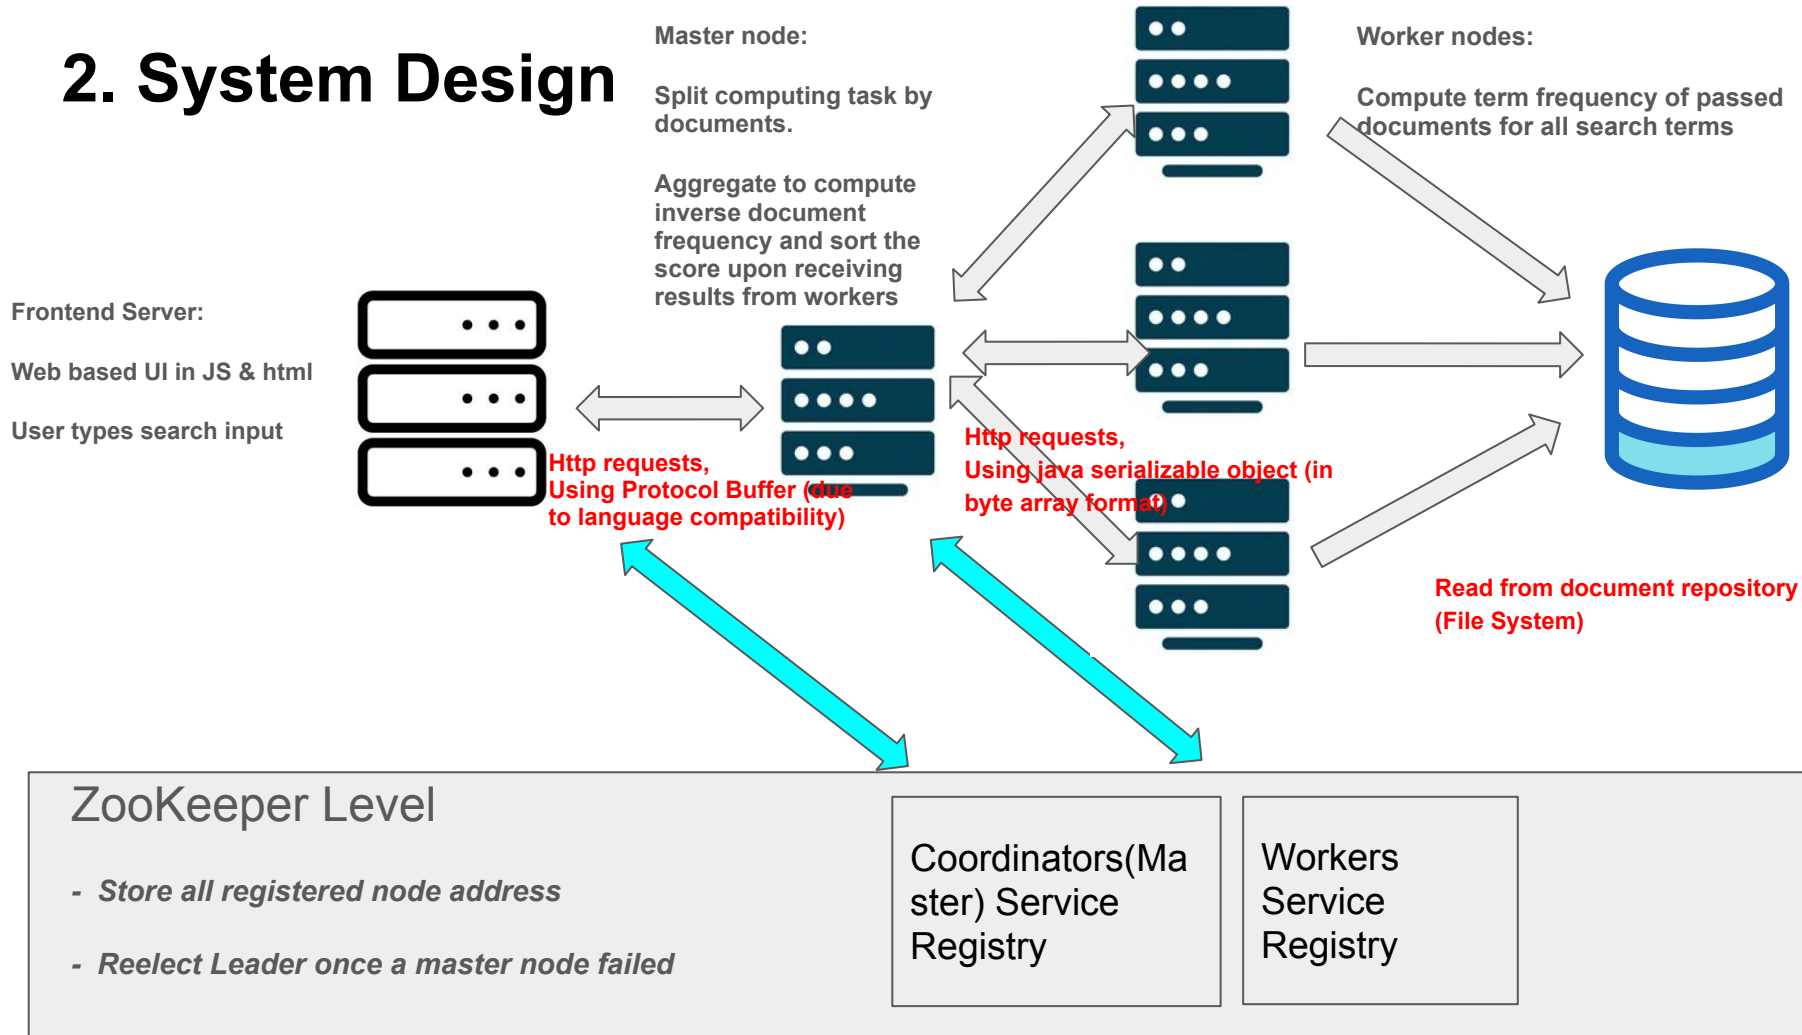 2. System Design
Master node:
Split computing task by
documents.
Aggregate to compute
inverse document
frequency and sort the
score upon receiving
results from workers
Worker nodes:
Compute term frequency of passed
documents for all search terms
Frontend Server:
Web based UI in JS & html
User types search input
Http requests,
Using Protocol Buffer (due
to language compatibility)
Http requests,
Using java serializable object (in
byte array format)
Read from document repository
(File System)
ZooKeeper Level
- Store all registered node address
- Reelect Leader once a master node failed
Coordinators(Ma
ster) Service
Registry
Workers
Service
Registry